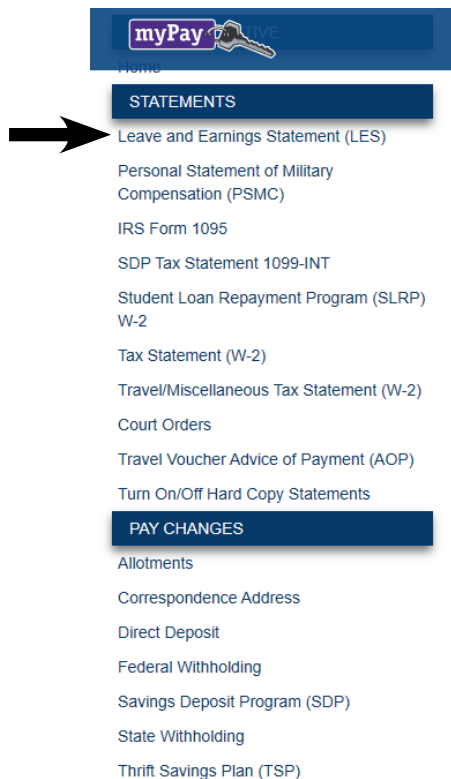 myPay
TIVE
Home
STATEMENTS
Leave and Earnings Statement (LES)
Personal Statement of Military
Compensation (PSMC)
IRS Form 1095
SDP Tax Statement 1099-INT
Student Loan Repayment Program (SLRP)
W-2
Tax Statement (W-2)
Travel/Miscellaneous Tax Statement (W-2)
Court Orders
Travel Voucher Advice of Payment (AOP)
Turn On/Off Hard Copy Statements
PAY CHANGES
Allotments
Correspondence Address
Direct Deposit
Federal Withholding
Savings Deposit Program (SDP)
State Withholding
Thrift Savings Plan (TSP)